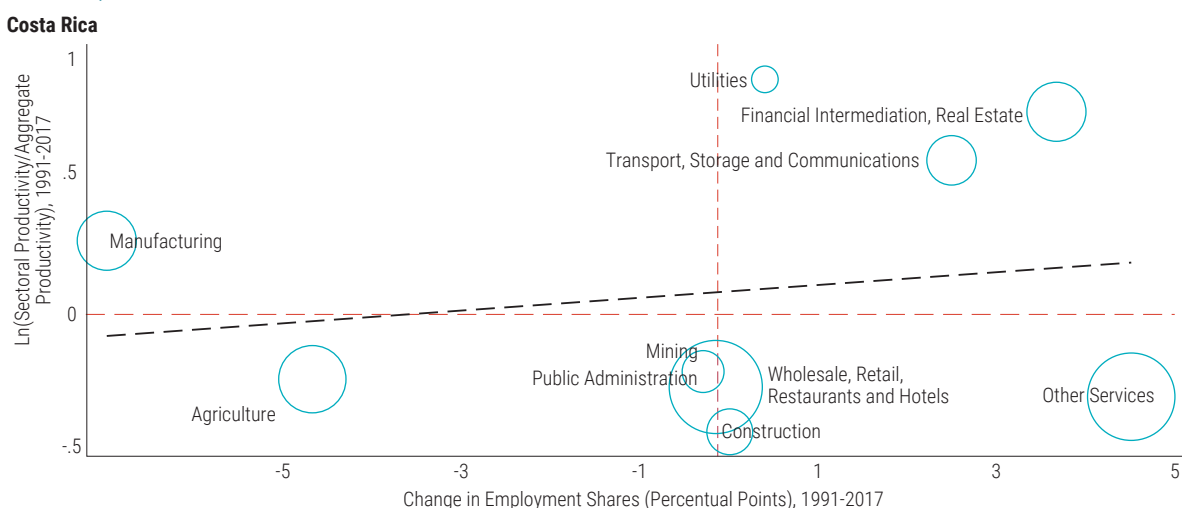 Costa Rica
Ln(Sectoral Productivity/Aggregate
Productivity), 1991-2017
1
.5
0
-.5
Utilities
Financial Intermediation, Real Estate
Transport, Storage and Communications
Manufacturing
Mining
Public Administration
Wholesale, Retail,
Restaurants and Hotels
Agriculture
Other Services
Construction
-5
-3
-1
1
3
5
Change in Employment Shares (Percentual Points), 1991-2017